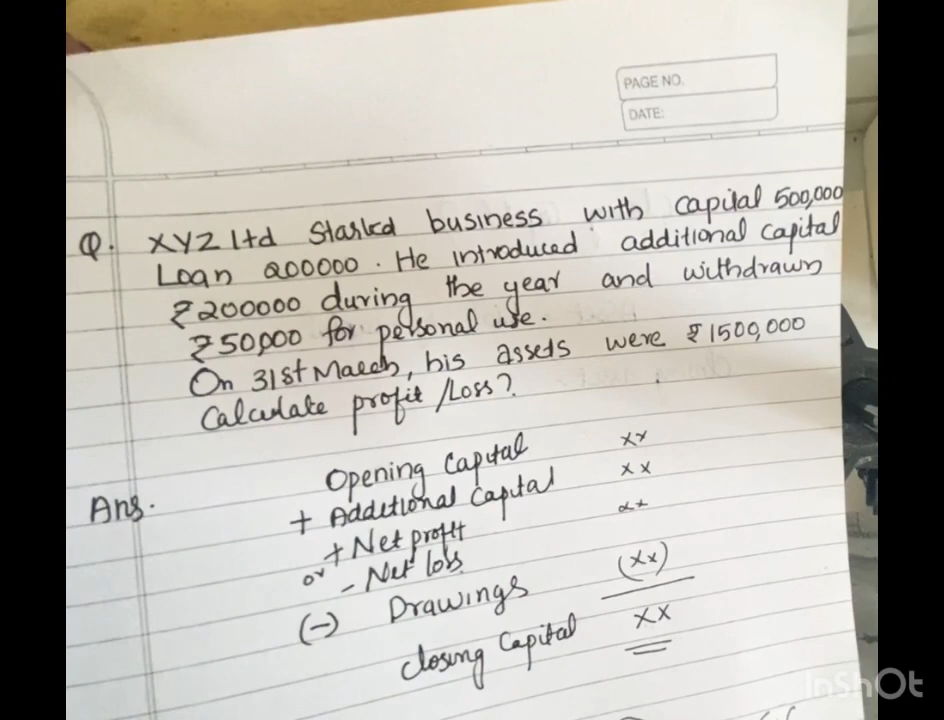 PAGE NO.
DATE:
Q. XYZ ltd Started business with capital 500,000
Loan 200000. He introduced additional capital
₹200000 during the year and withdrawn
₹50,000 for personal use.
On 31st March, his assets were ₹1500,000
Calculate profit /Loss?
Ans. Opening Capital xx
+ Additional Capital xx
+ Net profit xx
or - Net loss
(-) Drawings (xx)
closing Capital xx
InShOt